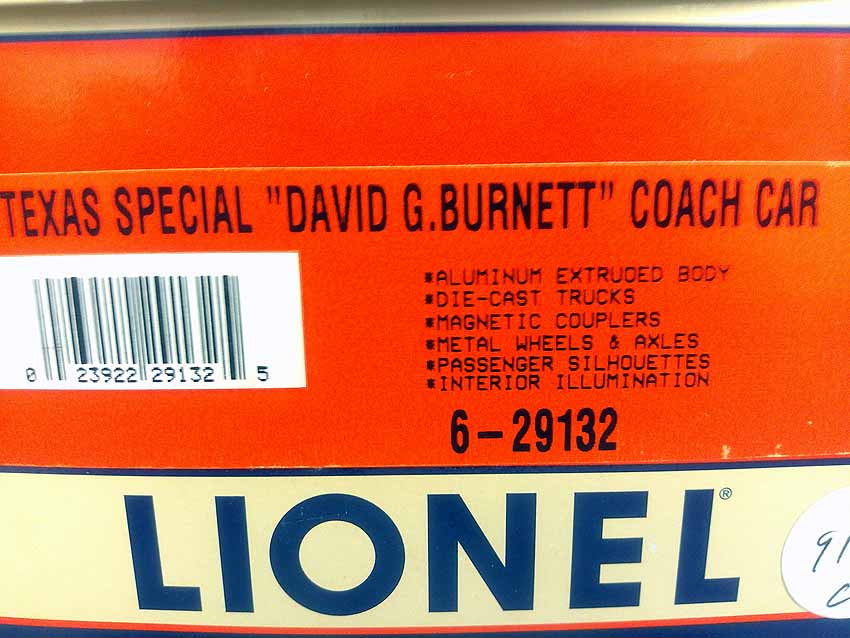 TEXAS SPECIAL "DAVID G.BURNETT" COACH CAR
*ALUMINUM EXTRUDED BODY
*DIE-CAST TRUCKS
*MAGNETIC COUPLERS
*METAL WHEELS & AXLES
*PASSENGER SILHOUETTES
*INTERIOR ILLUMINATION
0 23922 29132 5
6-29132
LIONEL®
91